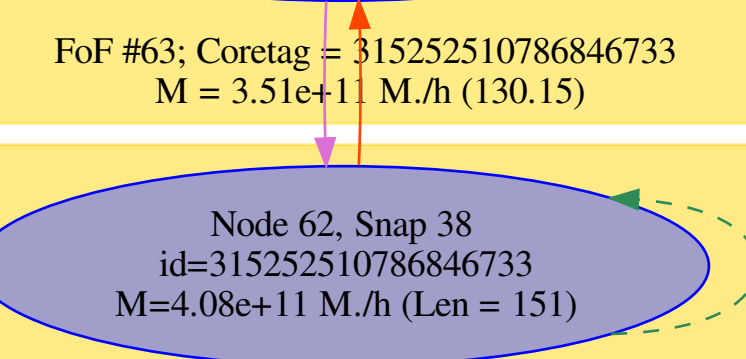 FoF #63; Coretag = 315252510786846733
M = 3.51e+11 M./h (130.15)
Node 62, Snap 38
id=315252510786846733
M=4.08e+11 M./h (Len = 151)